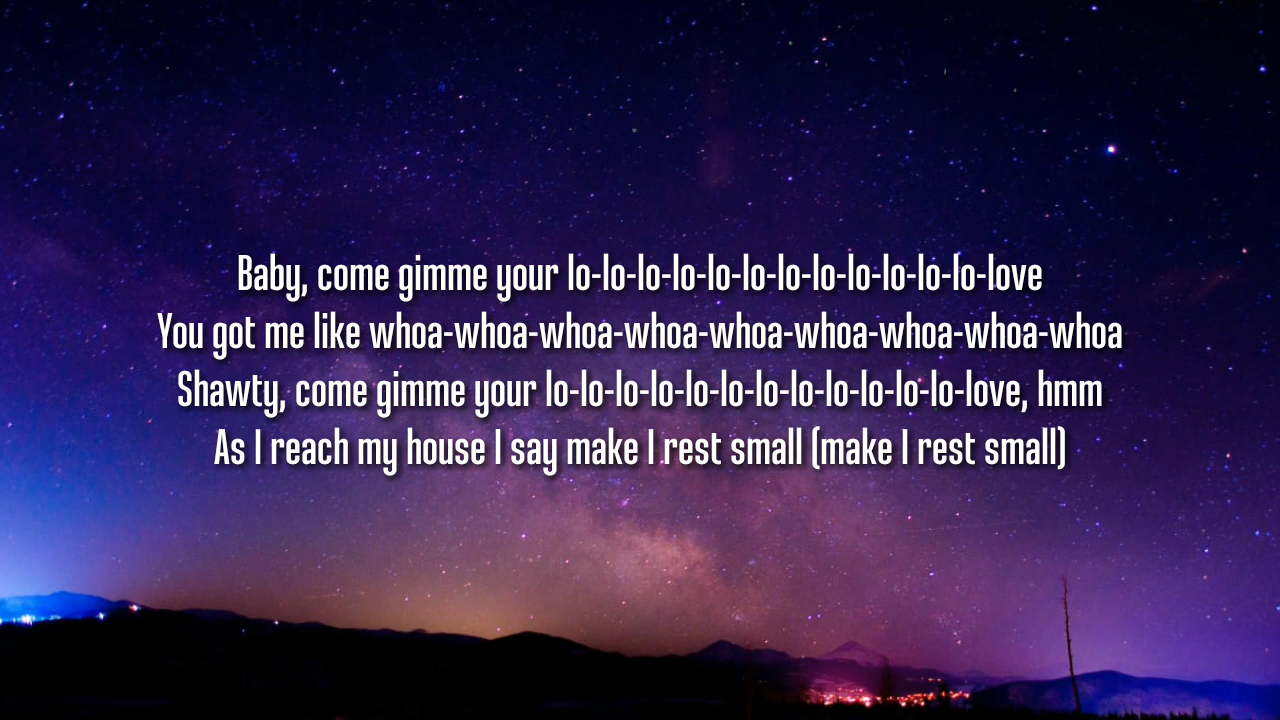 Baby, come gimme your lo-lo-lo-lo-lo-lo-lo-lo-lo-lo-lo-lo-love
You got me like whoa-whoa-whoa-whoa-whoa-whoa-whoa-whoa-whoa
Shawty, come gimme your lo-lo-lo-lo-lo-lo-lo-lo-lo-lo-lo-lo-love, hmm
As I reach my house I say make I rest small (make I rest small)